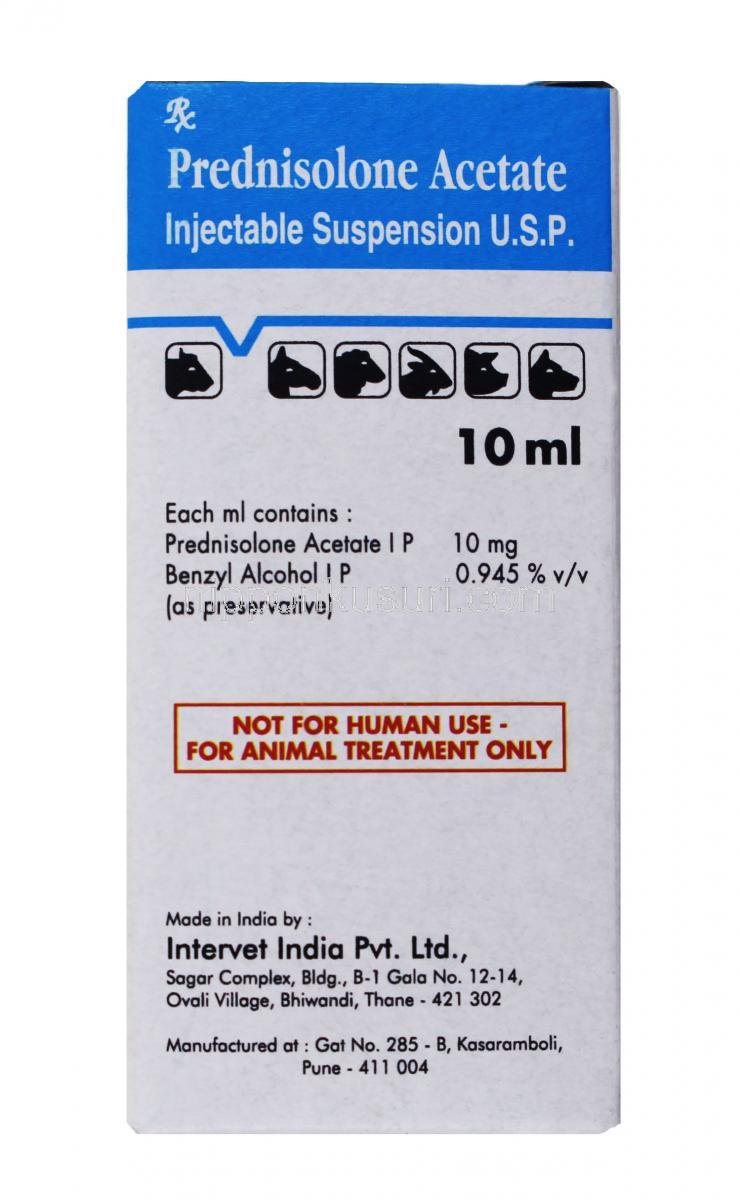 Rx
Prednisolone Acetate
Injectable Suspension U.S.P.
10 ml
Each ml contains :
Prednisolone Acetate I P 10 mg
Benzyl Alcohol I P 0.945 % v/v
(as preservative)
nipponkusuri.com
NOT FOR HUMAN USE -
FOR ANIMAL TREATMENT ONLY
Made in India by :
Intervet India Pvt. Ltd.,
Sagar Complex, Bldg., B-1 Gala No. 12-14,
Ovali Village, Bhiwandi, Thane - 421 302
Manufactured at : Gat No. 285 - B, Kasaramboli,
Pune - 411 004